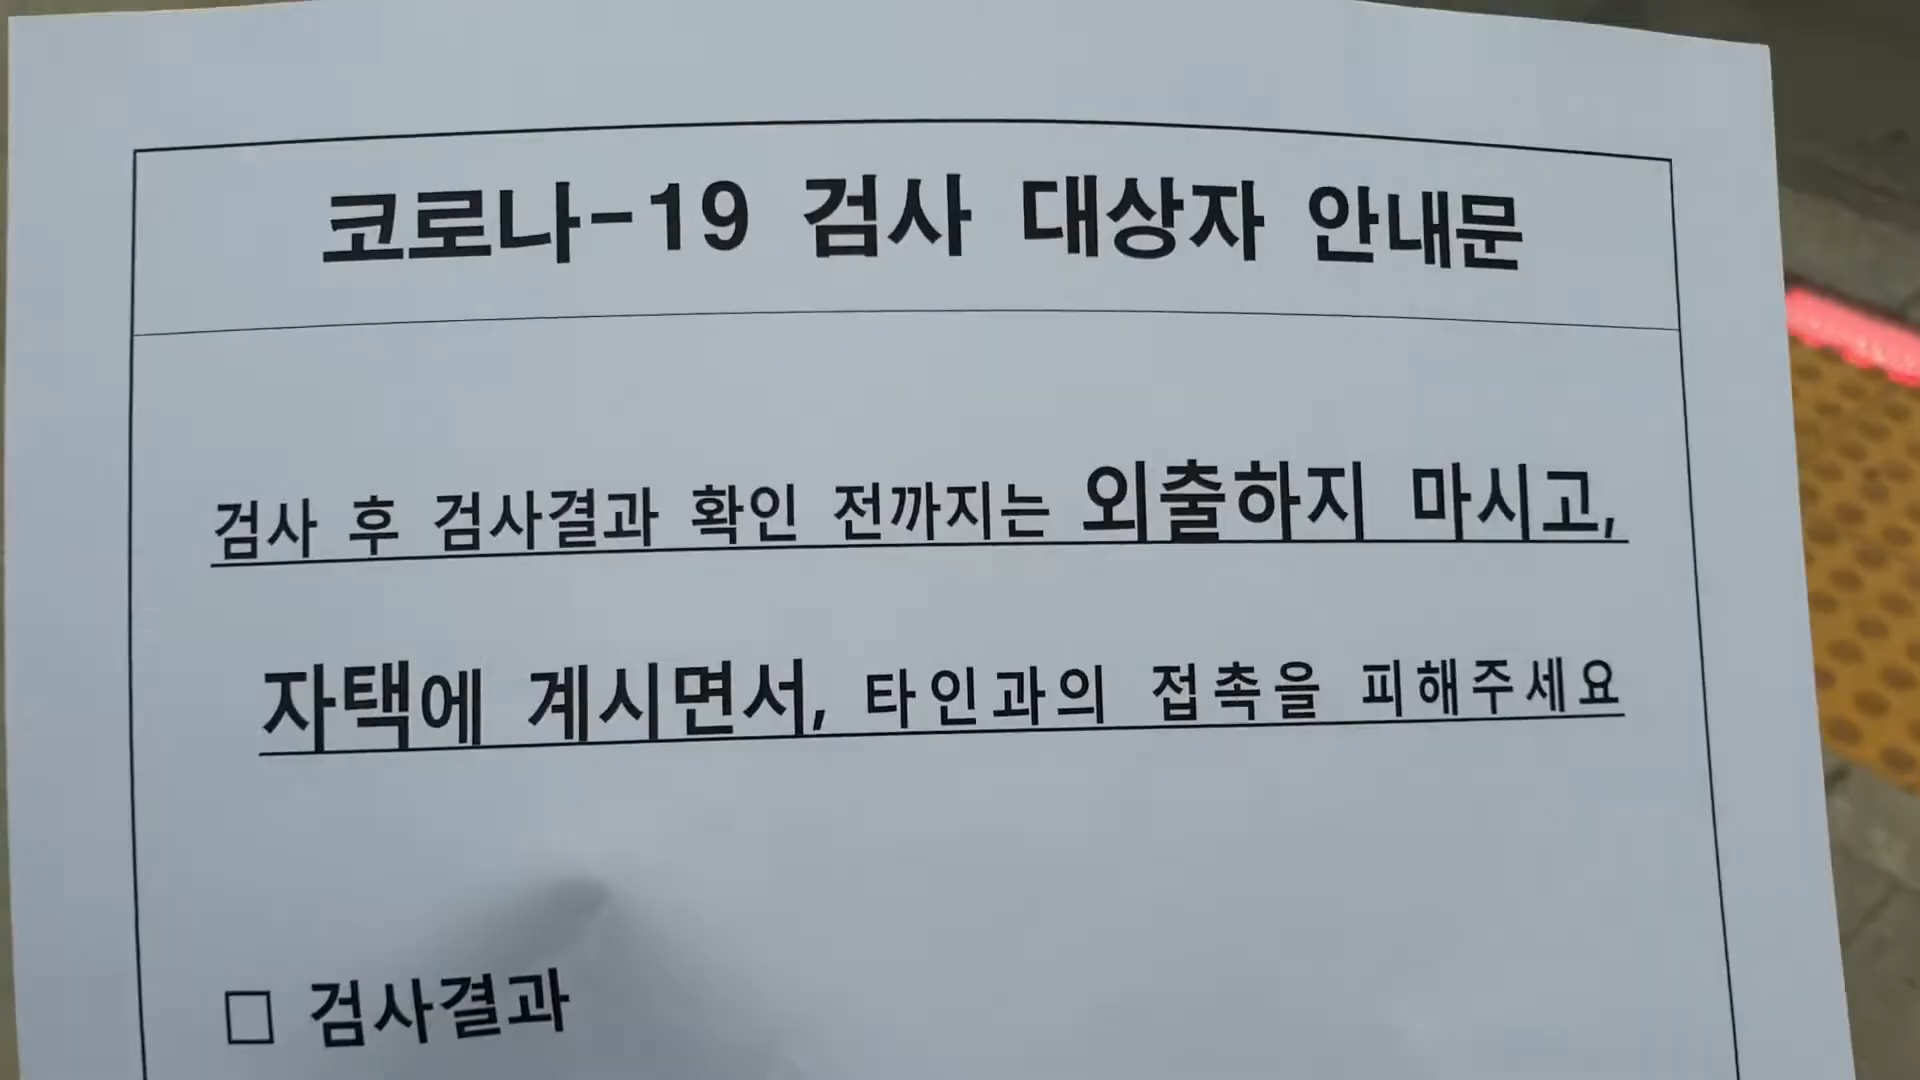 코로나-19 검사 대상자 안내문
검사 후 검사결과 확인 전까지는 외출하지 마시고,
자택에 계시면서, 타인과의 접촉을 피해주세요
□ 검사결과